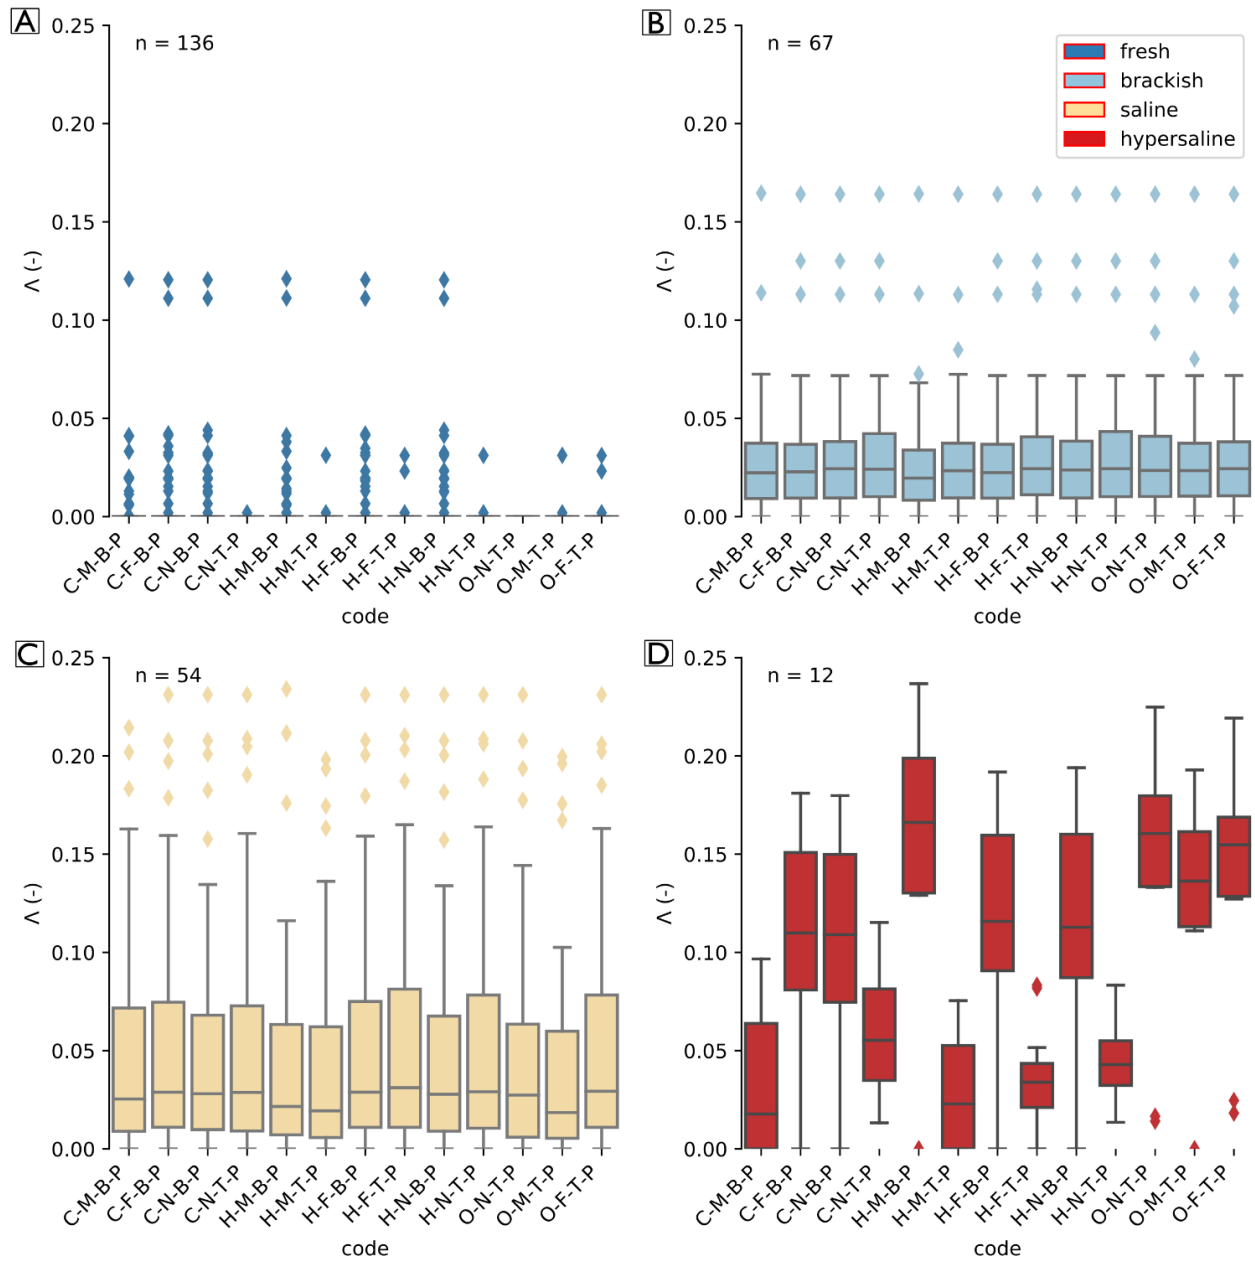 A
n = 136
0.25
0.20
0.15
0.10
0.05
0.00
Λ (-)
C-M-B-P
C-F-B-P
C-N-B-P
C-N-T-P
H-M-B-P
H-M-T-P
H-F-B-P
H-F-T-P
H-N-B-P
H-N-T-P
O-N-T-P
O-M-T-P
O-F-T-P
code
B
n = 67
fresh
brackish
saline
hypersaline
0.25
0.20
0.15
0.10
0.05
0.00
Λ (-)
C-M-B-P
C-F-B-P
C-N-B-P
C-N-T-P
H-M-B-P
H-M-T-P
H-F-B-P
H-F-T-P
H-N-B-P
H-N-T-P
O-N-T-P
O-M-T-P
O-F-T-P
code
C
n = 54
0.25
0.20
0.15
0.10
0.05
0.00
Λ (-)
C-M-B-P
C-F-B-P
C-N-B-P
C-N-T-P
H-M-B-P
H-M-T-P
H-F-B-P
H-F-T-P
H-N-B-P
H-N-T-P
O-N-T-P
O-M-T-P
O-F-T-P
code
D
n = 12
0.25
0.20
0.15
0.10
0.05
0.00
Λ (-)
C-M-B-P
C-F-B-P
C-N-B-P
C-N-T-P
H-M-B-P
H-M-T-P
H-F-B-P
H-F-T-P
H-N-B-P
H-N-T-P
O-N-T-P
O-M-T-P
O-F-T-P
code